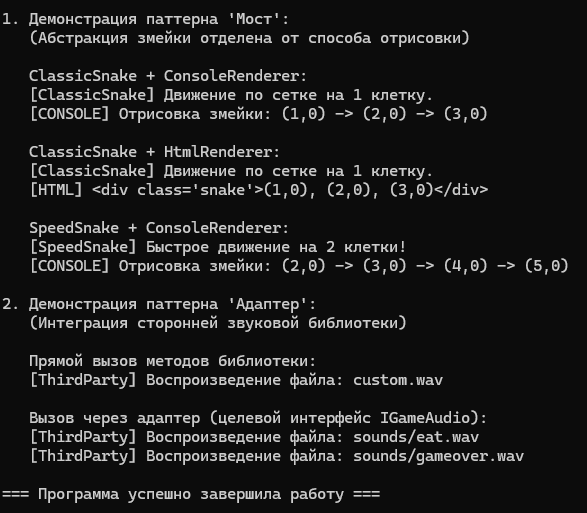 1. Демонстрация паттерна 'Мост':
(Абстракция змейки отделена от способа отрисовки)
ClassicSnake + ConsoleRenderer:
[ClassicSnake] Движение по сетке на 1 клетку.
[CONSOLE] Отрисовка змейки: (1,0) -> (2,0) -> (3,0)
ClassicSnake + HtmlRenderer:
[ClassicSnake] Движение по сетке на 1 клетку.
[HTML] <div class='snake'>(1,0), (2,0), (3,0)</div>
SpeedSnake + ConsoleRenderer:
[SpeedSnake] Быстрое движение на 2 клетки!
[CONSOLE] Отрисовка змейки: (2,0) -> (3,0) -> (4,0) -> (5,0)
2. Демонстрация паттерна 'Адаптер':
(Интеграция сторонней звуковой библиотеки)
Прямой вызов методов библиотеки:
[ThirdParty] Воспроизведение файла: custom.wav
Вызов через адаптер (целевой интерфейс IGameAudio):
[ThirdParty] Воспроизведение файла: sounds/eat.wav
[ThirdParty] Воспроизведение файла: sounds/gameover.wav
=== Программа успешно завершила работу ===